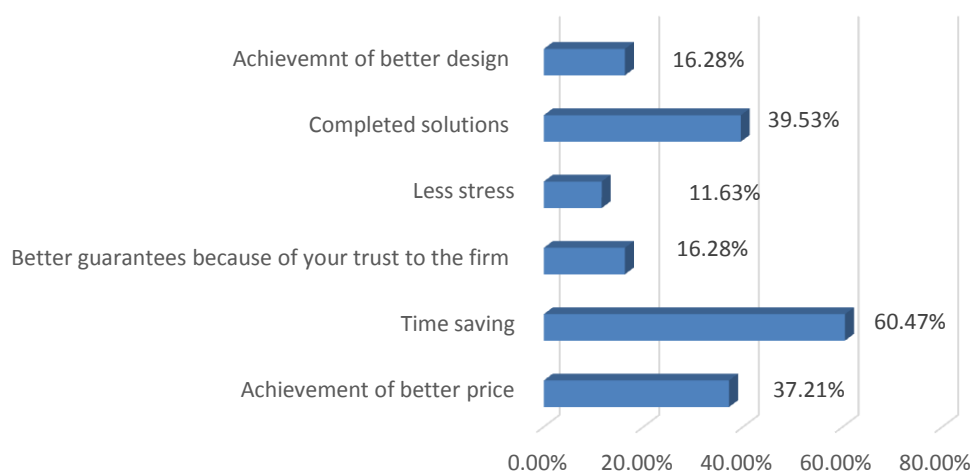 Achievemnt of better design
16.28%
Completed solutions
39.53%
Less stress
11.63%
Better guarantees because of your trust to the firm
16.28%
Time saving
60.47%
Achievement of better price
37.21%
0.00% 20.00% 40.00% 60.00% 80.00%